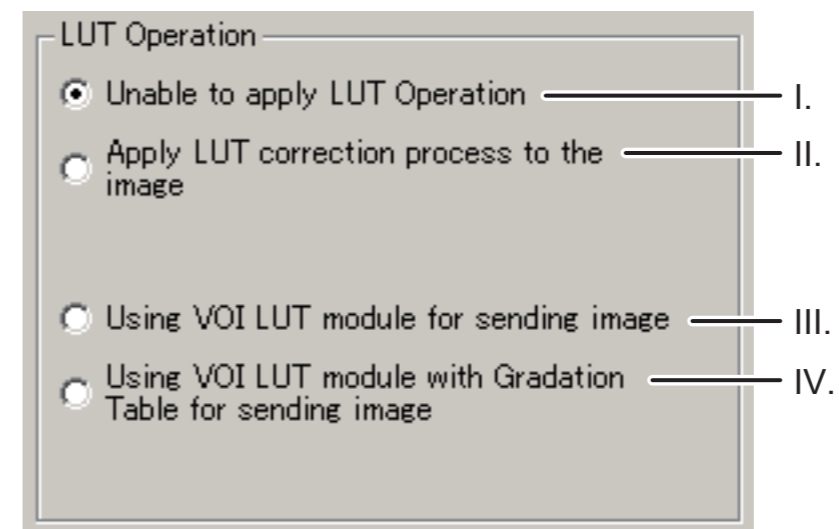 LUT Operation
Unable to apply LUT Operation
I.
Apply LUT correction process to the
image
II.
Using VOI LUT module for sending image
III.
Using VOI LUT module with Gradation
Table for sending image
IV.